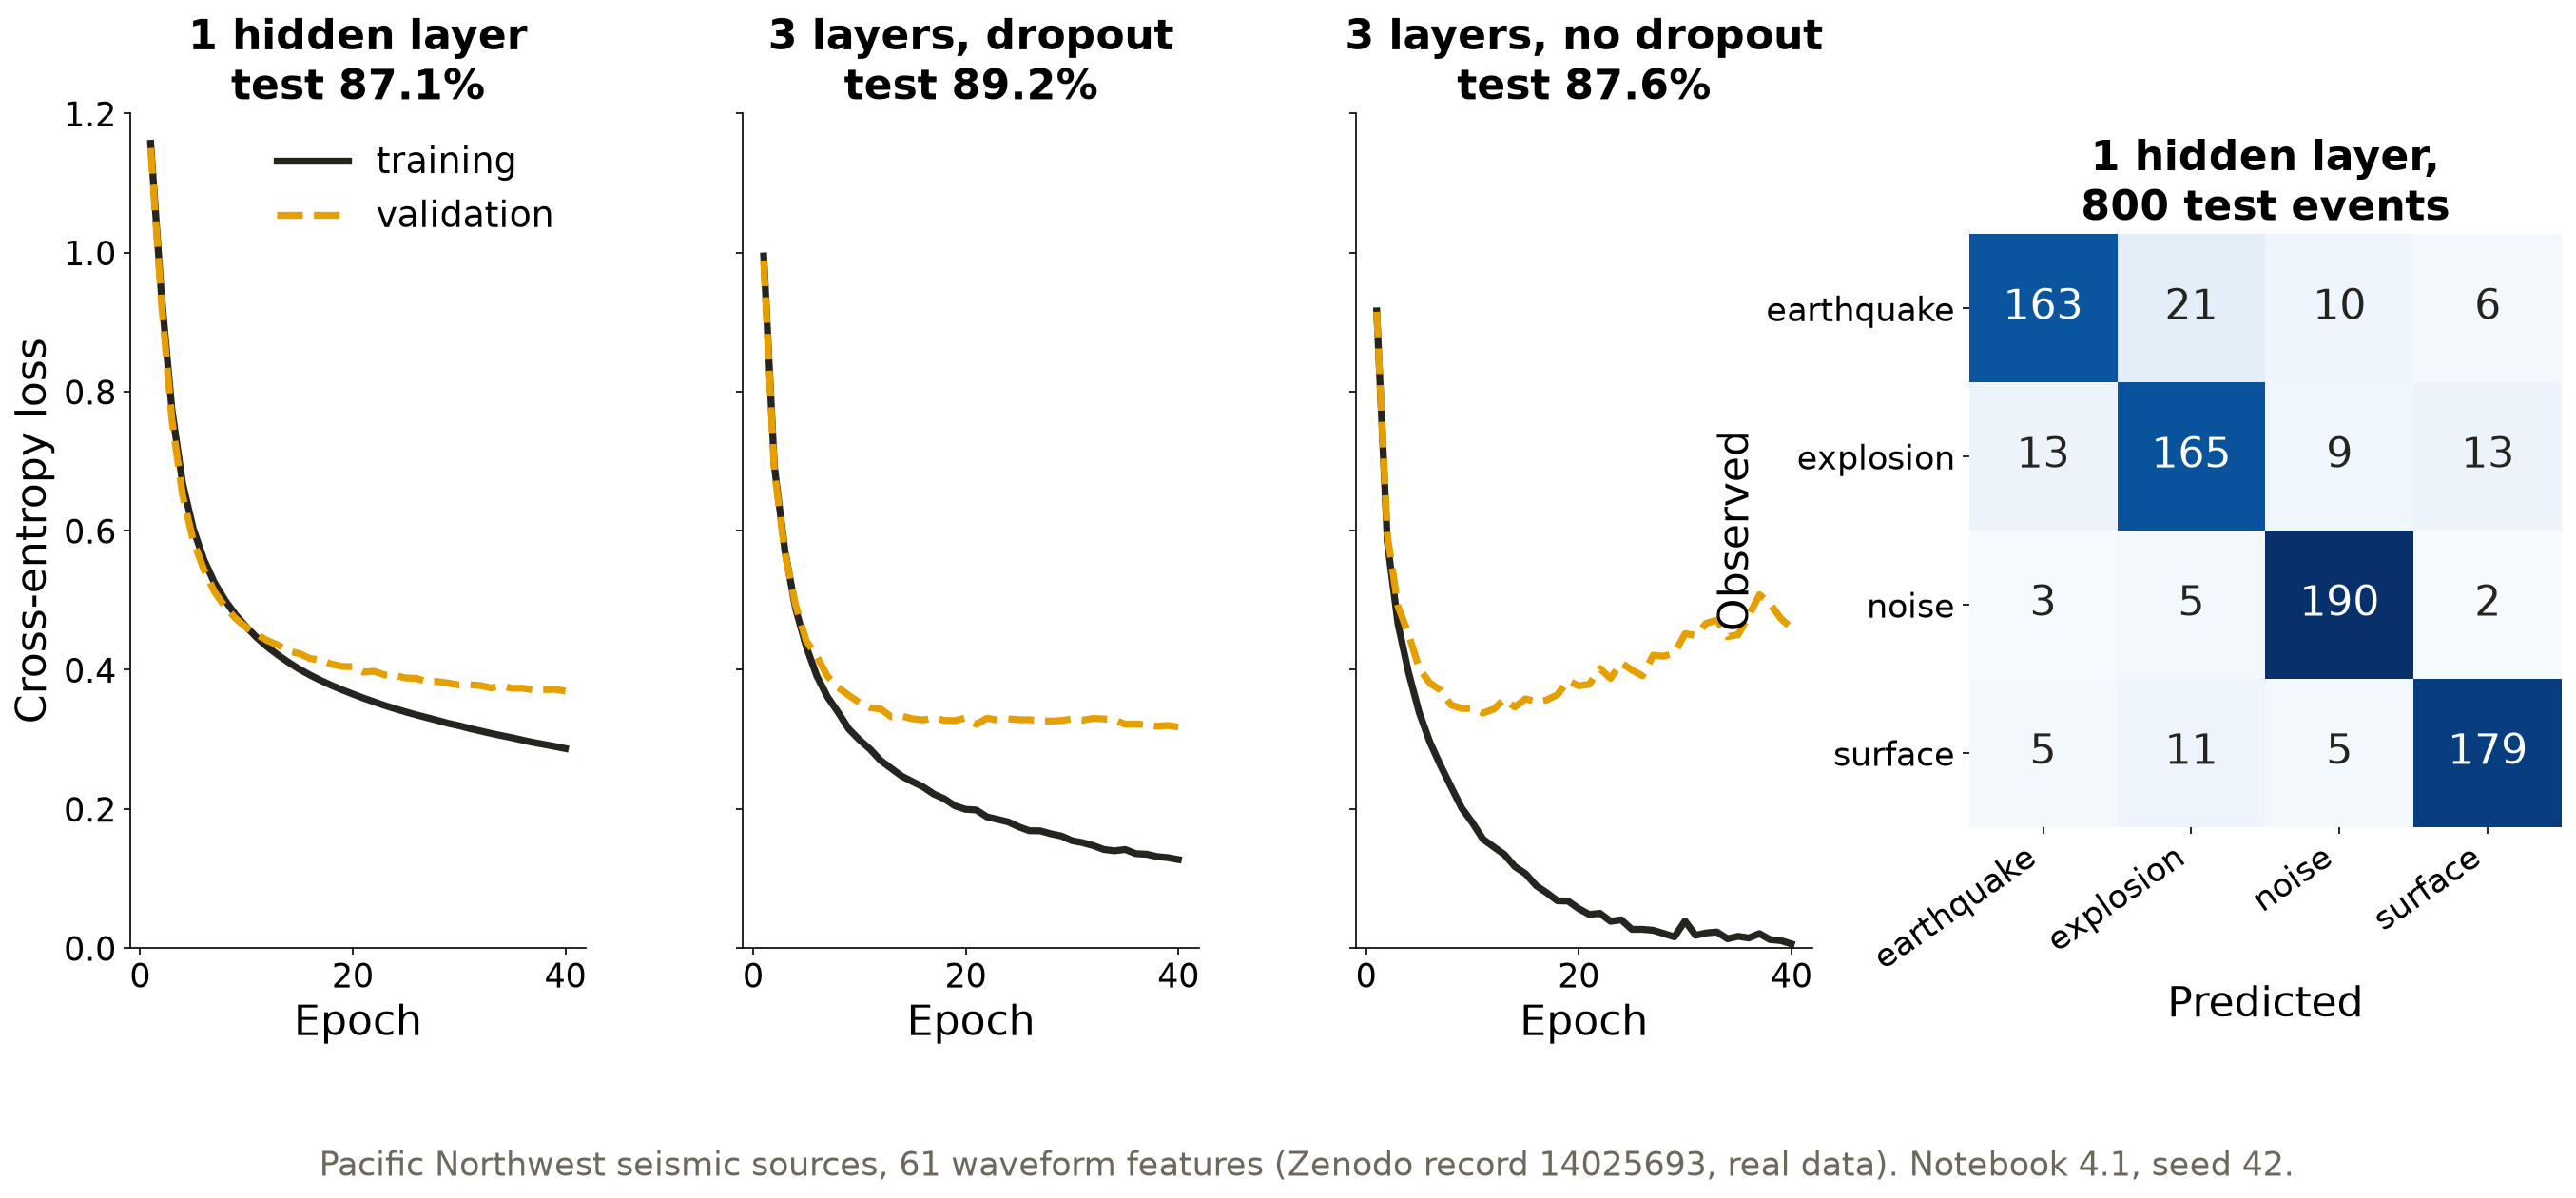 1 hidden layer
test 87.1%
3 layers, dropout
test 89.2%
3 layers, no dropout
test 87.6%
1 hidden layer,
800 test events
training
validation
Cross-entropy loss
1.2
1.0
0.8
0.6
0.4
0.2
0.0
0 20 40
Epoch
0 20 40
Epoch
0 20 40
Epoch
Observed
earthquake 163 21 10 6
explosion 13 165 9 13
noise 3 5 190 2
surface 5 11 5 179
earthquake explosion noise surface
Predicted
Pacific Northwest seismic sources, 61 waveform features (Zenodo record 14025693, real data). Notebook 4.1, seed 42.